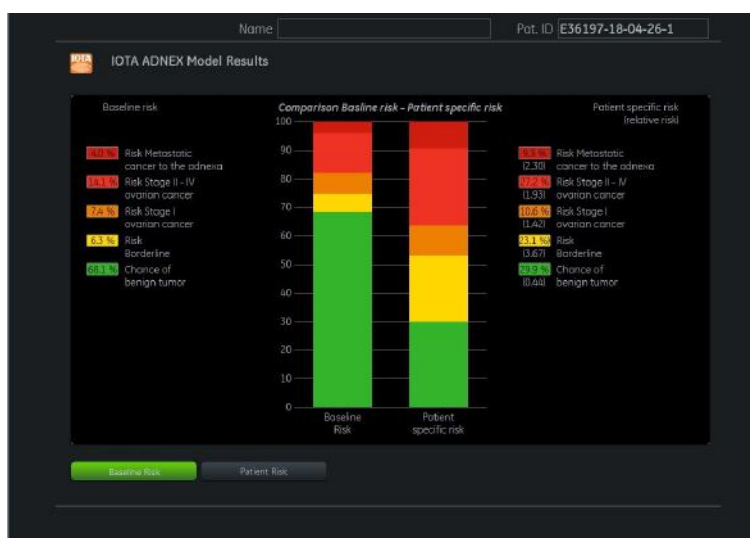 Name
Pat. ID E36197-18-04-26-1
IOTA
IOTA ADNEX Model Results
Baseline risk
Comparison Basline risk - Patient specific risk
Patient specific risk
(relative risk)
4.0 % Risk Metastatic
cancer to the adnexa
14.1 % Risk Stage II - IV
ovarian cancer
7.4 % Risk Stage I
ovarian cancer
6.3 % Risk
Borderline
68.1 % Chance of
benign tumor
100
90
80
70
60
50
40
30
20
10
0
Baseline
Risk
Patient
specific risk
Risk Metastatic
(2.30) cancer to the adnexa
27.2 % Risk Stage II - IV
(1.93) ovarian cancer
10.6 % Risk Stage I
(1.42) ovarian cancer
23.1 % Risk
(3.67) Borderline
29.9 % Chance of
(0.44) benign tumor
Baseline Risk
Patient Risk